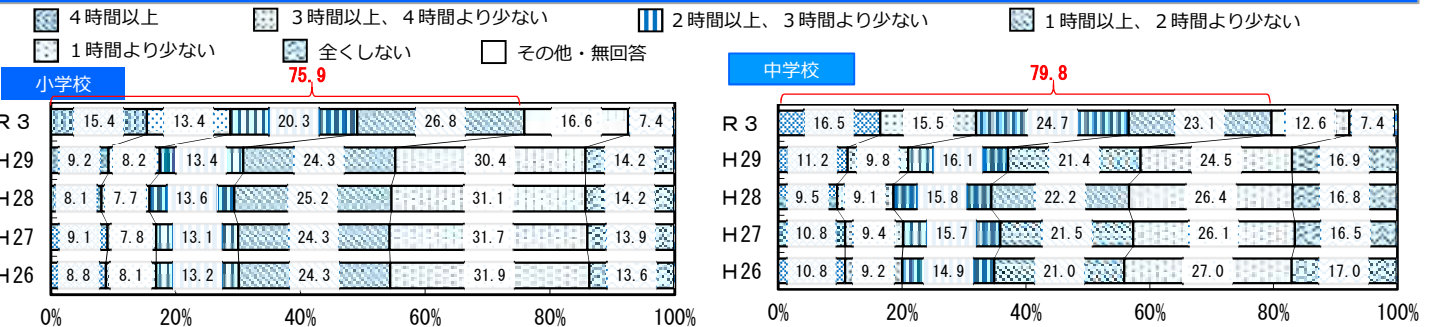 ４時間以上 ３時間以上、４時間より少ない ２時間以上、３時間より少ない １時間以上、２時間より少ない
１時間より少ない 全くしない その他・無回答
小学校
75.9
R３ 15.4 13.4 20.3 26.8 16.6 7.4
H29 9.2 8.2 13.4 24.3 30.4 14.2
H28 8.1 7.7 13.6 25.2 31.1 14.2
H27 9.1 7.8 13.1 24.3 31.7 13.9
H26 8.8 8.1 13.2 24.3 31.9 13.6
0% 20% 40% 60% 80% 100%
中学校
79.8
R３ 16.5 15.5 24.7 23.1 12.6 7.4
H29 11.2 9.8 16.1 21.4 24.5 16.9
H28 9.5 9.1 15.8 22.2 26.4 16.8
H27 10.8 9.4 15.7 21.5 26.1 16.5
H26 10.8 9.2 14.9 21.0 27.0 17.0
0% 20% 40% 60% 80% 100%